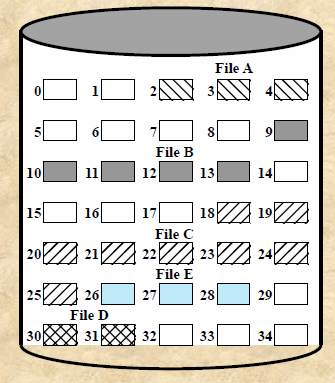 File A
0 1 2 3 4
5 6 7 8 9
File B
10 11 12 13 14
15 16 17 18 19
File C
20 21 22 23 24
File E
25 26 27 28 29
File D
30 31 32 33 34